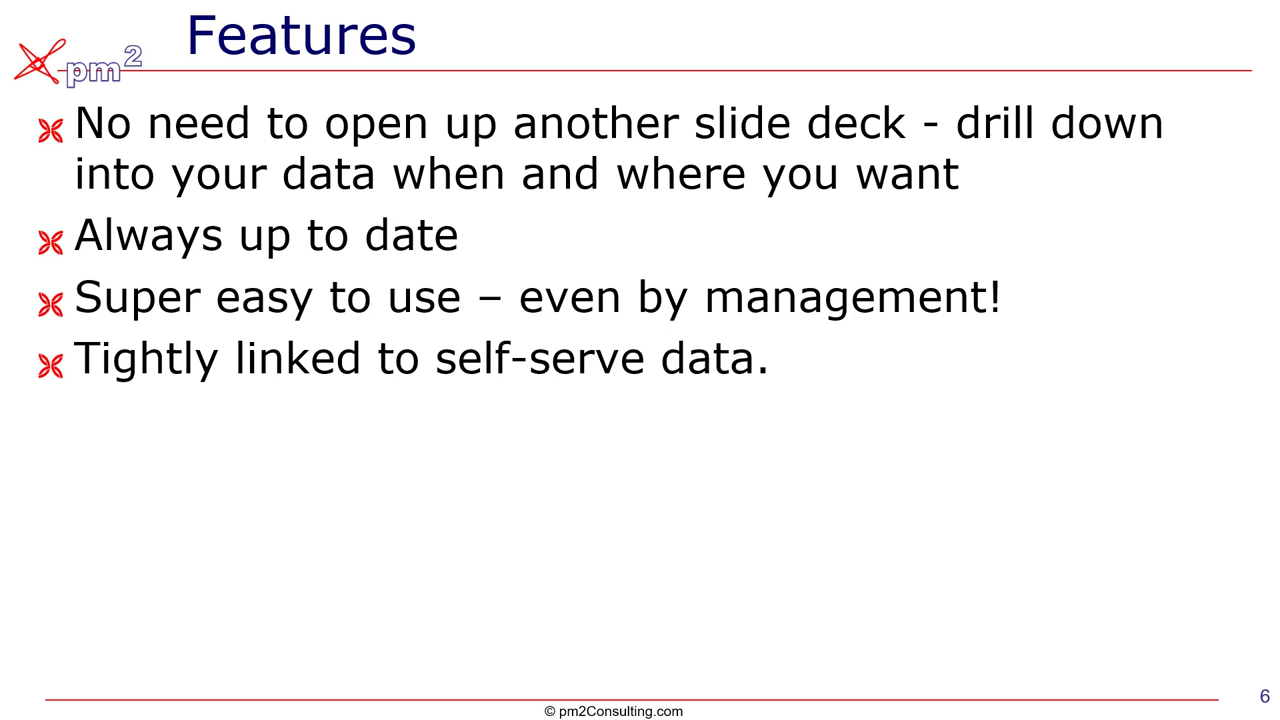 Features
pm2
No need to open up another slide deck - drill down
into your data when and where you want
Always up to date
Super easy to use – even by management!
Tightly linked to self-serve data.
© pm2Consulting.com
6